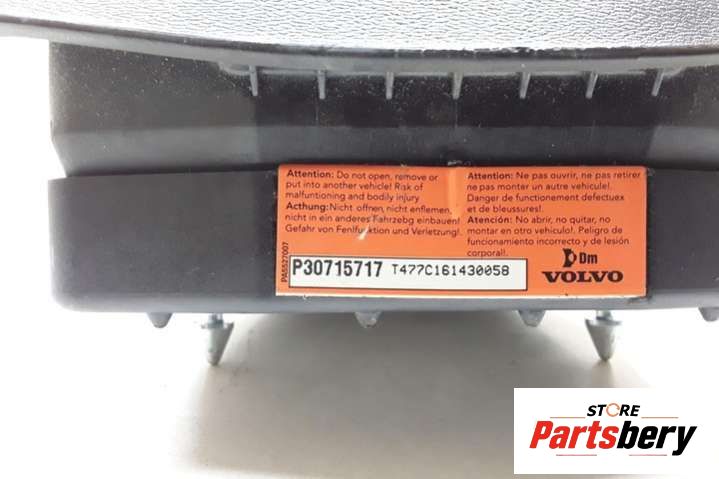 Attention: Do not open, remove or
put into another vehicle! Risk of
malfuntioning and bodily injury
Acthung: Nicht offnen, nicht enflemen,
nicht in ein anderes Fahrzebg einbauen!
Gefahr von Fenlfunktion und Verletzung!.
Attention: Ne pas ouvrir, ne pas retirer
ne pas monter un autre vehicule!.
Danger de functionement defectuex
et de bleussures!.
Atención: No abrir, no quitar, no
montar en otro vehiculo!. Peligro de
funcionamiento incorrecto y de lesión
corporal!.
PA5527007
P30715717 T477C161430058
Dm
VOLVO
STORE
Partsbery